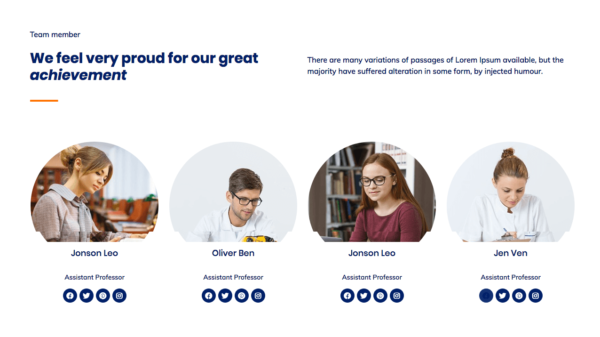 Team member
We feel very proud for our great
achievement
There are many variations of passages of Lorem Ipsum available, but the
majority have suffered alteration in some form, by injected humour.
Jonson Leo
Oliver Ben
Jonson Leo
Jen Ven
Assistant Professor
Assistant Professor
Assistant Professor
Assistant Professor